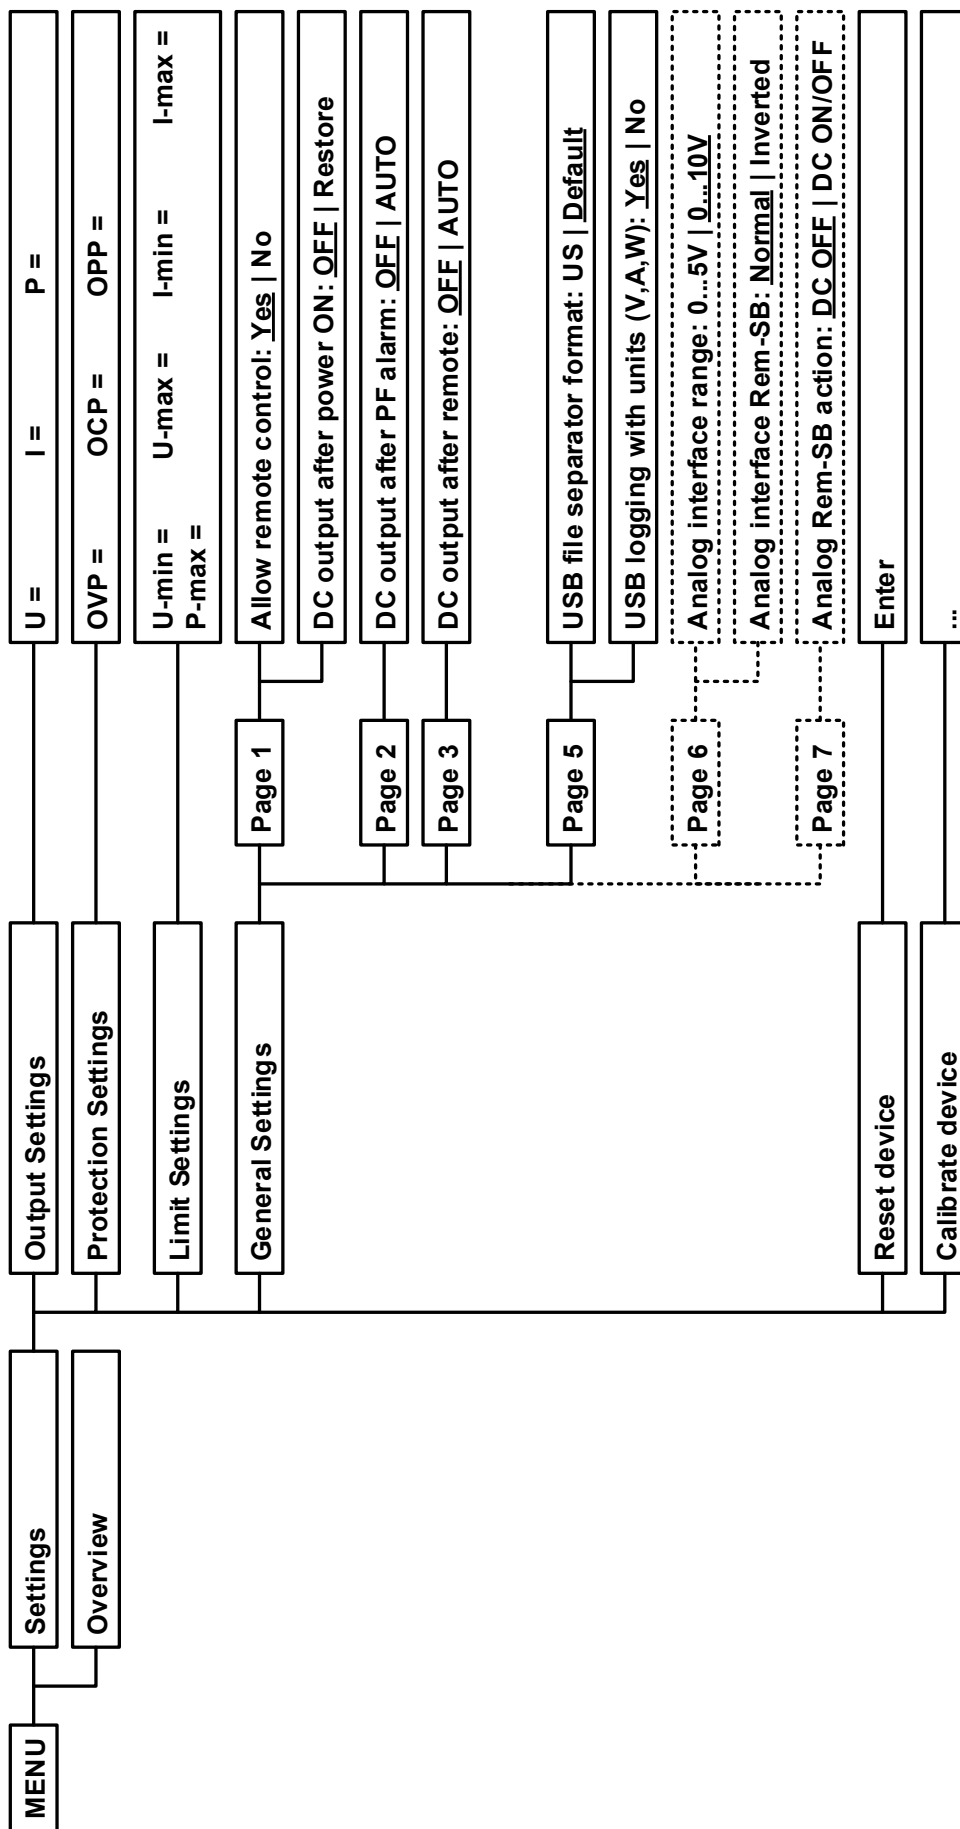 MENU
Settings
Overview
Output Settings
Protection Settings
Limit Settings
General Settings
Reset device
Calibrate device
Page 1
Page 2
Page 3
Page 5
Page 6
Page 7
U = I = P =
OVP = OCP = OPP =
U-min = U-max = I-min = I-max =
P-max =
Allow remote control: Yes | No
DC output after power ON: OFF | Restore
DC output after PF alarm: OFF | AUTO
DC output after remote: OFF | AUTO
USB file separator format: US | Default
USB logging with units (V,A,W): Yes | No
Analog interface range: 0...5V | 0...10V
Analog interface Rem-SB: Normal | Inverted
Analog Rem-SB action: DC OFF | DC ON/OFF
Enter
...